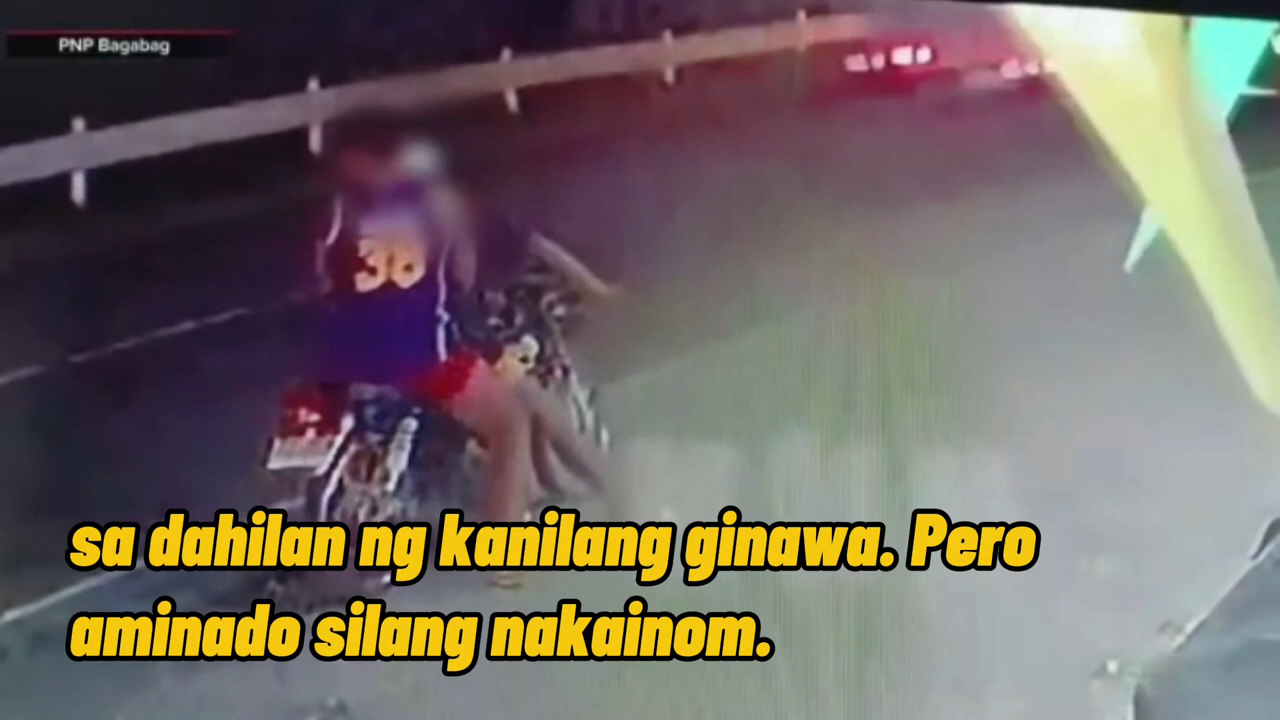 PNP Bagabag
36
sa dahilan ng kanilang ginawa. Pero
aminado silang nakainom.